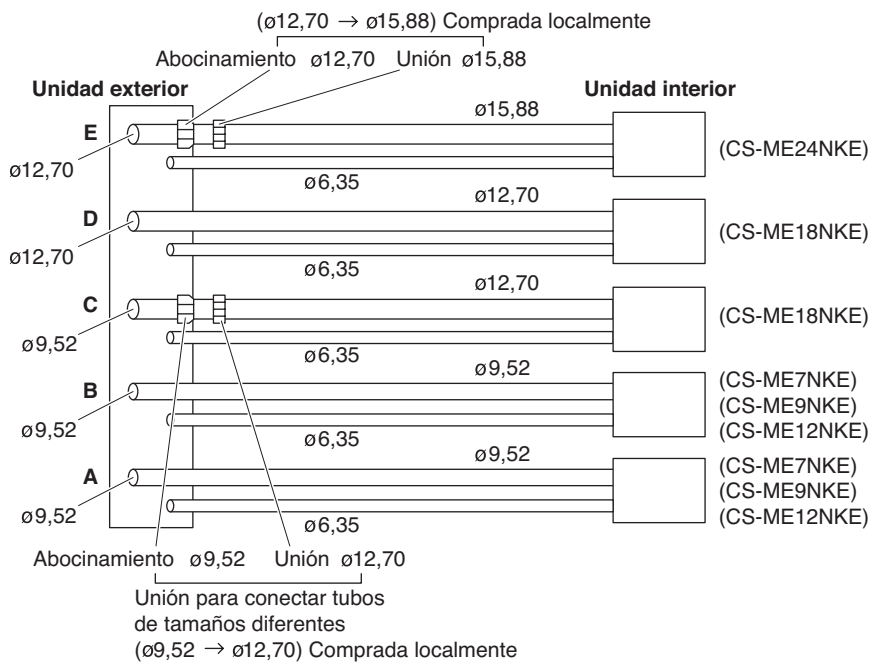 (ø12,70 → ø15,88) Comprada localmente
Abocinamiento ø12,70 Unión ø15,88
Unidad exterior
Unidad interior
E
ø15,88
ø12,70
ø6,35
(CS-ME24NKE)
D
ø12,70
ø12,70
ø6,35
(CS-ME18NKE)
C
ø12,70
ø9,52
ø6,35
(CS-ME18NKE)
B
ø9,52
ø9,52
ø6,35
(CS-ME7NKE)
(CS-ME9NKE)
(CS-ME12NKE)
A
ø9,52
ø9,52
ø6,35
(CS-ME7NKE)
(CS-ME9NKE)
(CS-ME12NKE)
Abocinamiento ø9,52 Unión ø12,70
Unión para conectar tubos
de tamaños diferentes
(ø9,52 → ø12,70) Comprada localmente